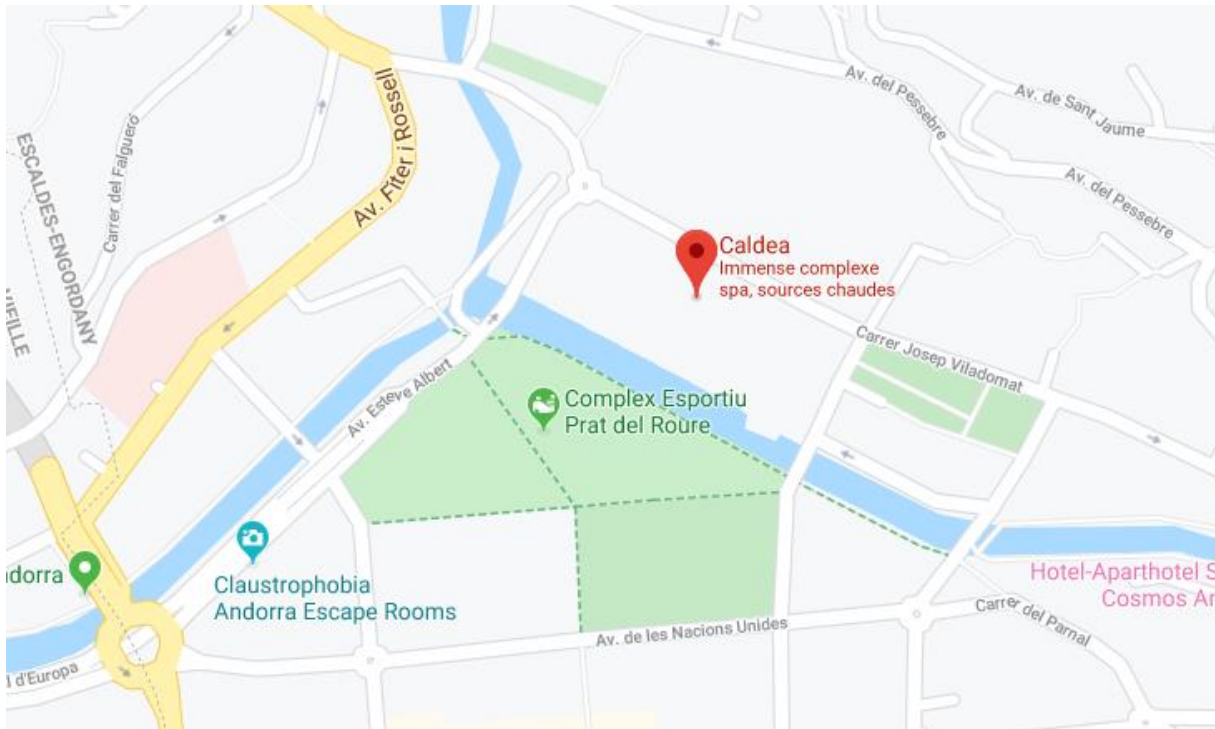 Av. del Pessebre
Av. de Sant Jaume
Carrer del Falgueró
ESCALDES-ENGORDANY
Av. Fiter i Rossell
Av. del Pessebre
Caldea
Immense complexe
spa, sources chaudes
Carrer Josep Viladomat
Av. Esteve Albert
Complex Esportiu
Prat del Roure
Claustrophobia
Andorra Escape Rooms
Hotel-Aparthotel S
Cosmos
Carrer del Parnal
Av. de les Nacions Unides
d'Europa